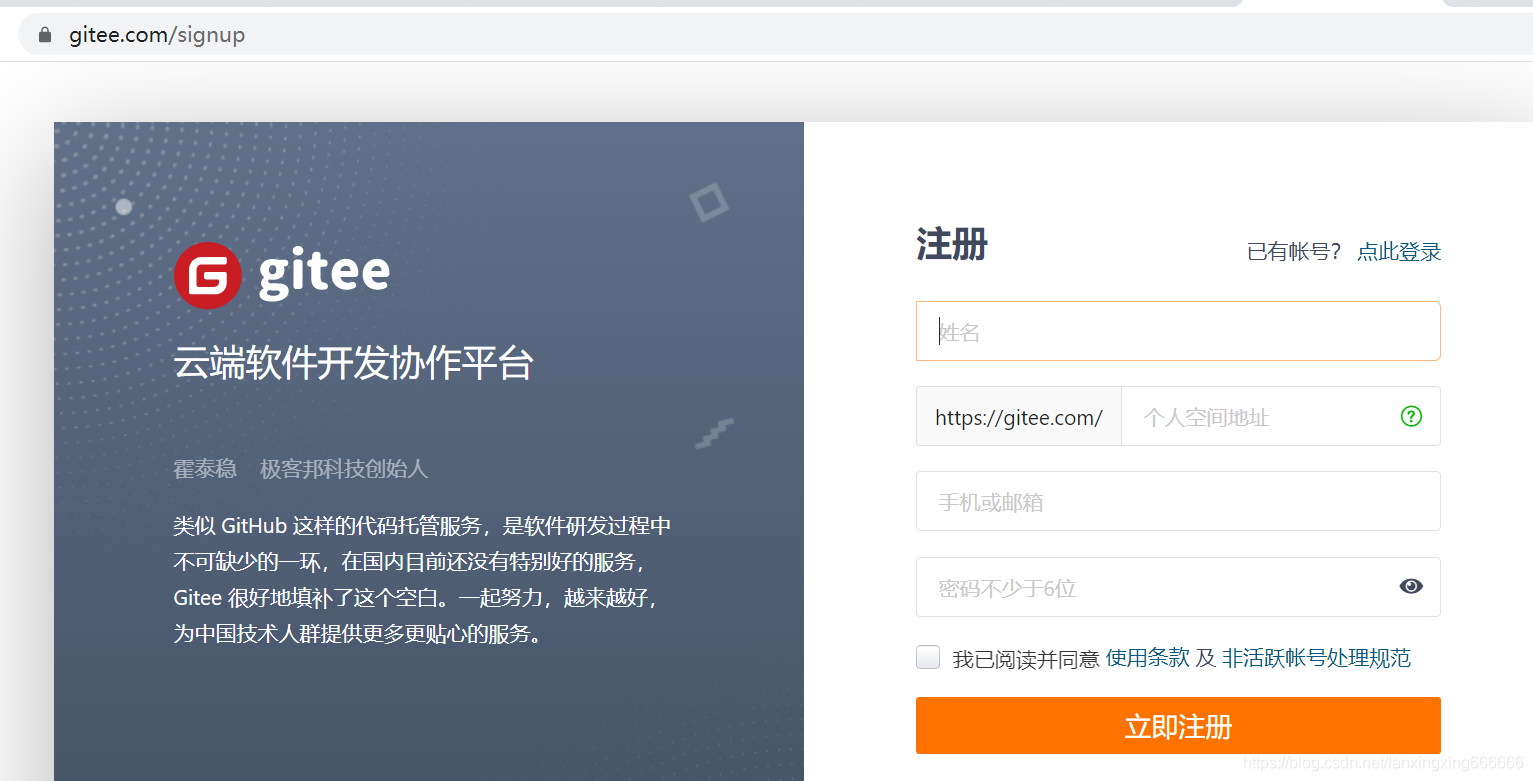 gitee.com/signup
gitee
云端软件开发协作平台
霍泰稳 极客邦科技创始人
类似 GitHub 这样的代码托管服务，是软件研发过程中
不可缺少的一环，在国内目前还没有特别好的服务，
Gitee 很好地填补了这个空白。一起努力，越来越好，
为中国技术人群提供更多更贴心的服务。
注册
已有帐号？ 点此登录
姓名
https://gitee.com/ 个人空间地址
手机或邮箱
密码不少于6位
我已阅读并同意 使用条款 及 非活跃帐号处理规范
立即注册
https://blog.csdn.net/lanxingxing666666